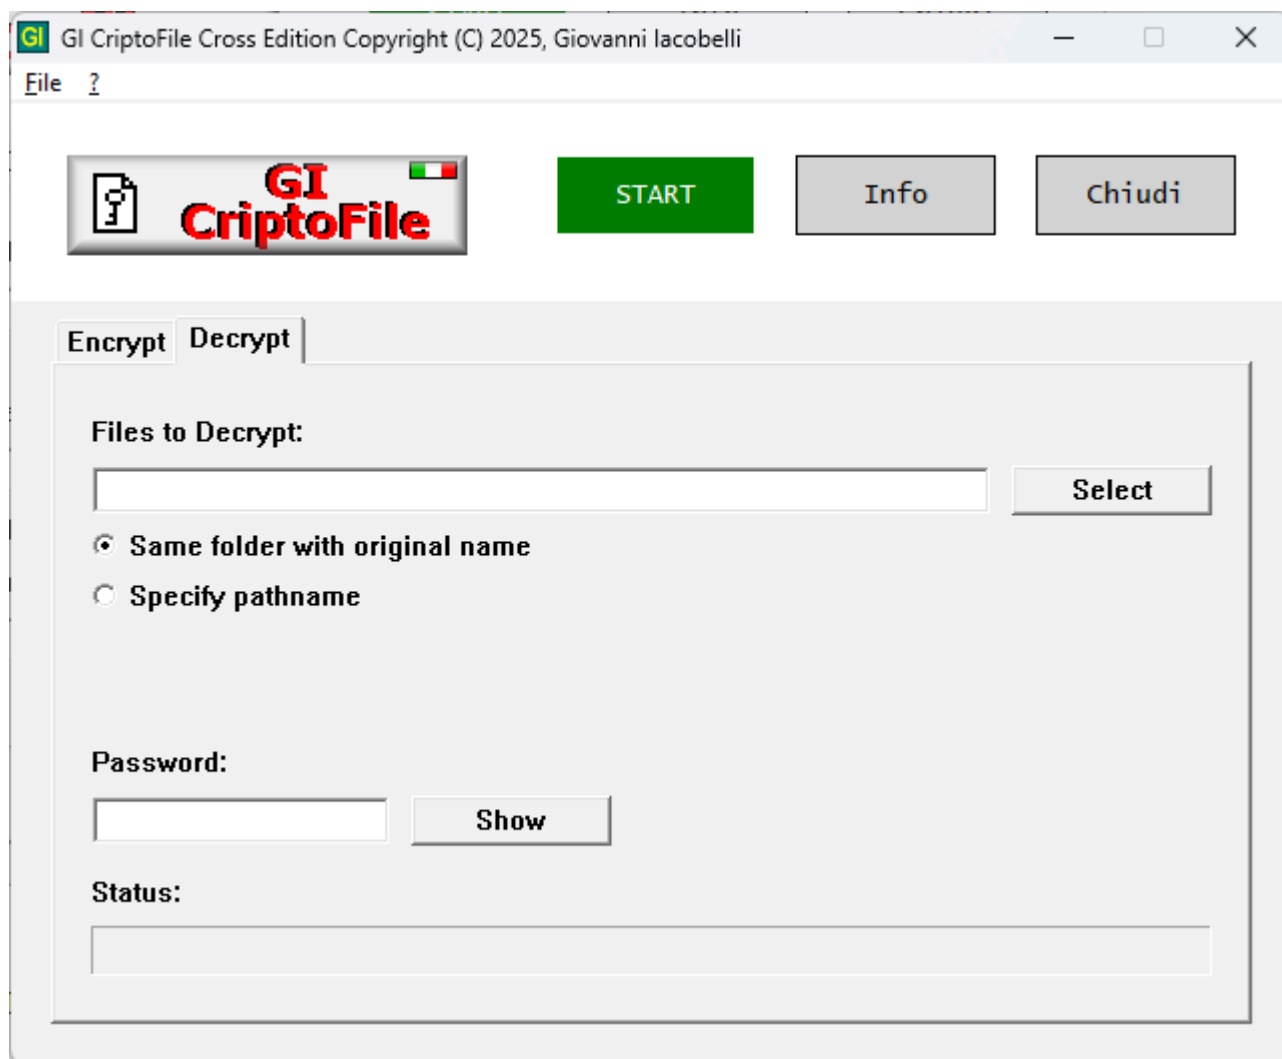 GI GI CriptoFile Cross Edition Copyright (C) 2025, Giovanni Iacobelli
File ?
GI
CriptoFile
START Info Chiudi
Encrypt Decrypt
Files to Decrypt:
Select
Same folder with original name
Specify pathname
Password:
Show
Status: